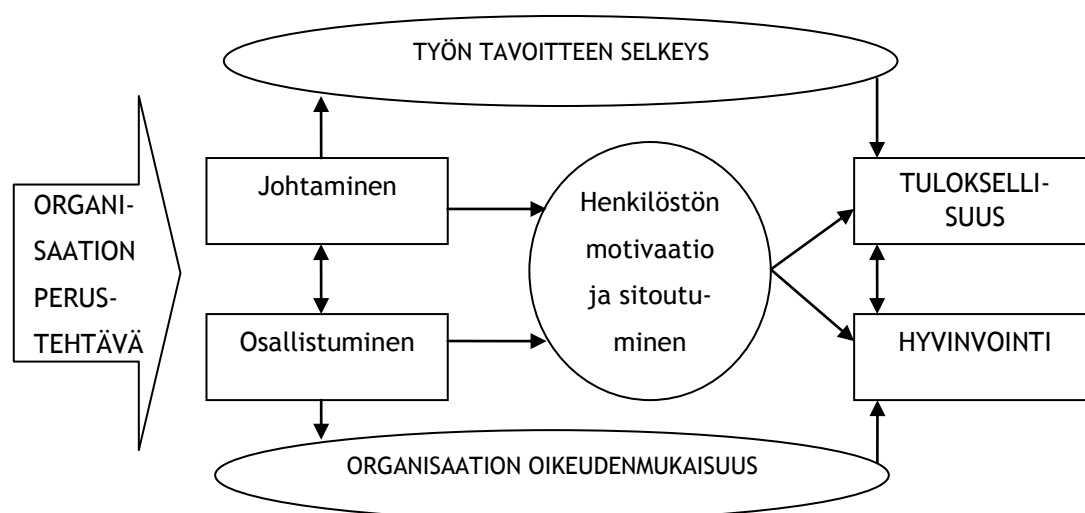 TYÖN TAVOITTEEN SELKEYS
ORGANI-
SAATION
PERUS-
TEHTÄVÄ
Johtaminen
Osallistuminen
Henkilöstön
motivaatio
ja sitoutu-
minen
TULOKSELLI-
SUUS
HYVINVOINTI
ORGANISAATION OIKEUDENMUKAISUUS